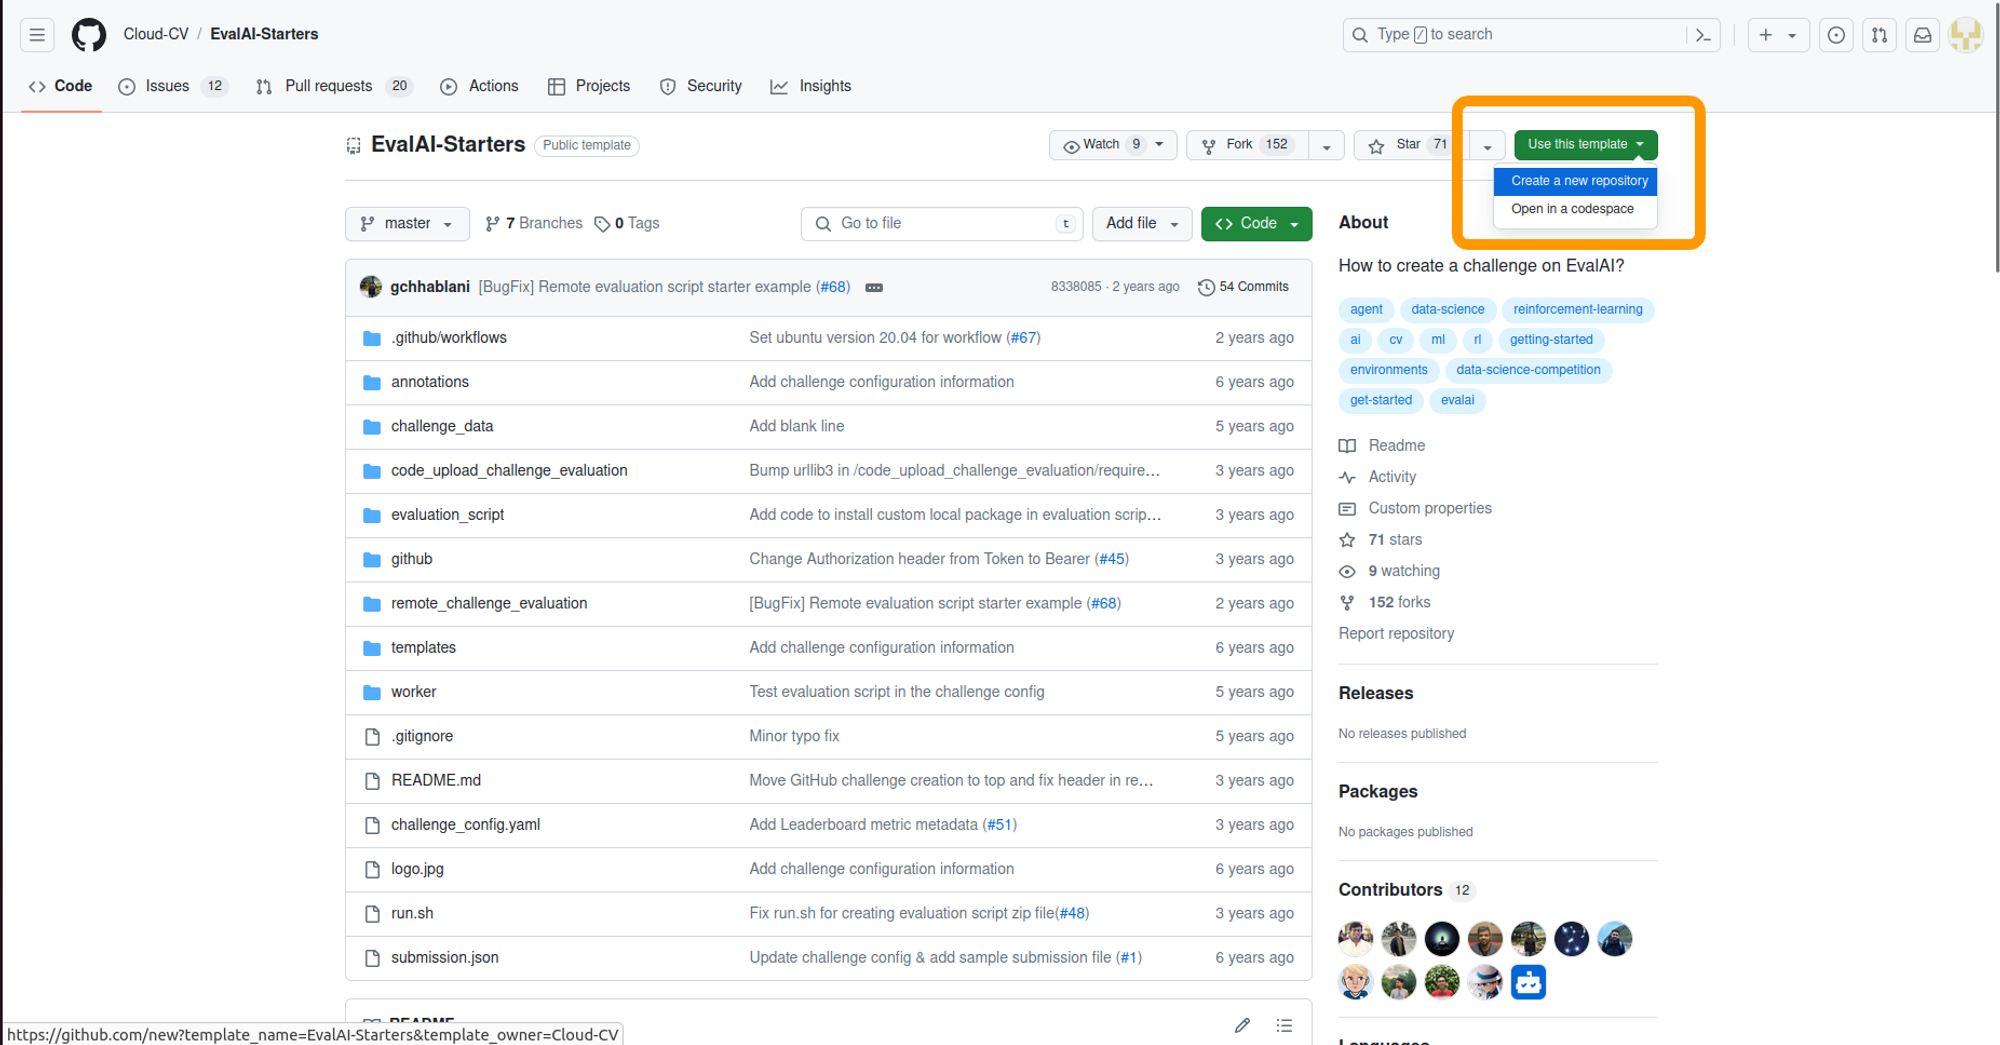 Cloud-CV / EvalAI-Starters
Type / to search
Code Issues 12 Pull requests 20 Actions Projects Security Insights
EvalAI-Starters Public template
Watch 9 Fork 152 Star 71 Use this template
Create a new repository
Open in a codespace
master 7 Branches 0 Tags Go to file t Add file Code
gchhablani [BugFix] Remote evaluation script starter example (#68) 8338085 · 2 years ago 54 Commits
.github/workflows Set ubuntu version 20.04 for workflow (#67) 2 years ago
annotations Add challenge configuration information 6 years ago
challenge_data Add blank line 5 years ago
code_upload_challenge_evaluation Bump urllib3 in /code_upload_challenge_evaluation/require… 3 years ago
evaluation_script Add code to install custom local package in evaluation scrip… 3 years ago
github Change Authorization header from Token to Bearer (#45) 3 years ago
remote_challenge_evaluation [BugFix] Remote evaluation script starter example (#68) 2 years ago
templates Add challenge configuration information 6 years ago
worker Test evaluation script in the challenge config 5 years ago
.gitignore Minor typo fix 5 years ago
README.md Move GitHub challenge creation to top and fix header in re… 3 years ago
challenge_config.yaml Add Leaderboard metric metadata (#51) 3 years ago
logo.jpg Add challenge configuration information 6 years ago
run.sh Fix run.sh for creating evaluation script zip file(#48) 3 years ago
submission.json Update challenge config & add sample submission file (#1) 6 years ago
README
About
How to create a challenge on EvalAI?
agent data-science reinforcement-learning
ai cv ml rl getting-started
environments data-science-competition
get-started evalai
Readme
Activity
Custom properties
71 stars
9 watching
152 forks
Report repository
Releases
No releases published
Packages
No packages published
Contributors 12
Languages
https://github.com/new?template_name=EvalAI-Starters&template_owner=Cloud-CV